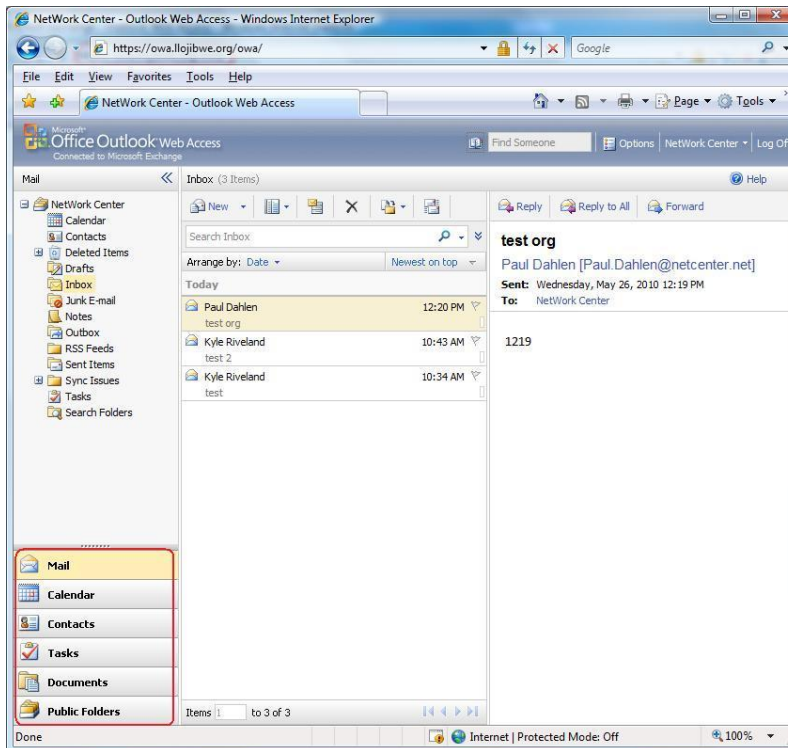 NetWork Center - Outlook Web Access - Windows Internet Explorer
https://owa.llojibwe.org/owa/
Google
File Edit View Favorites Tools Help
NetWork Center - Outlook Web Access
Page Tools
Microsoft
Office Outlook Web Access
Connected to Microsoft Exchange
Find Someone Options NetWork Center Log Of
Mail Inbox (3 Items) Help
NetWork Center
Calendar
Contacts
Deleted Items
Drafts
Inbox
Junk E-mail
Notes
Outbox
RSS Feeds
Sent Items
Sync Issues
Tasks
Search Folders
Mail
Calendar
Contacts
Tasks
Documents
Public Folders
New
Search Inbox
Arrange by: Date Newest on top
Today
Paul Dahlen 12:20 PM
test org
Kyle Riveland 10:43 AM
test 2
Kyle Riveland 10:34 AM
test
Items 1 to 3 of 3
Reply Reply to All Forward
test org
Paul Dahlen [Paul.Dahlen@netcenter.net]
Sent: Wednesday, May 26, 2010 12:19 PM
To: NetWork Center
1219
Done Internet | Protected Mode: Off 100%